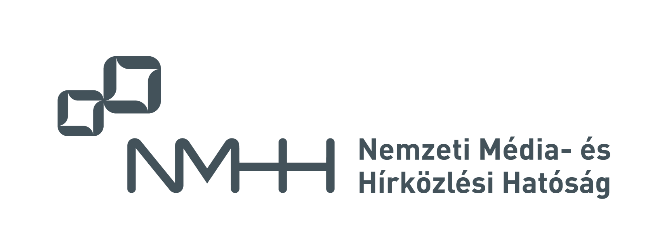 NMHH
Nemzeti Média- és
Hírközlési Hatóság